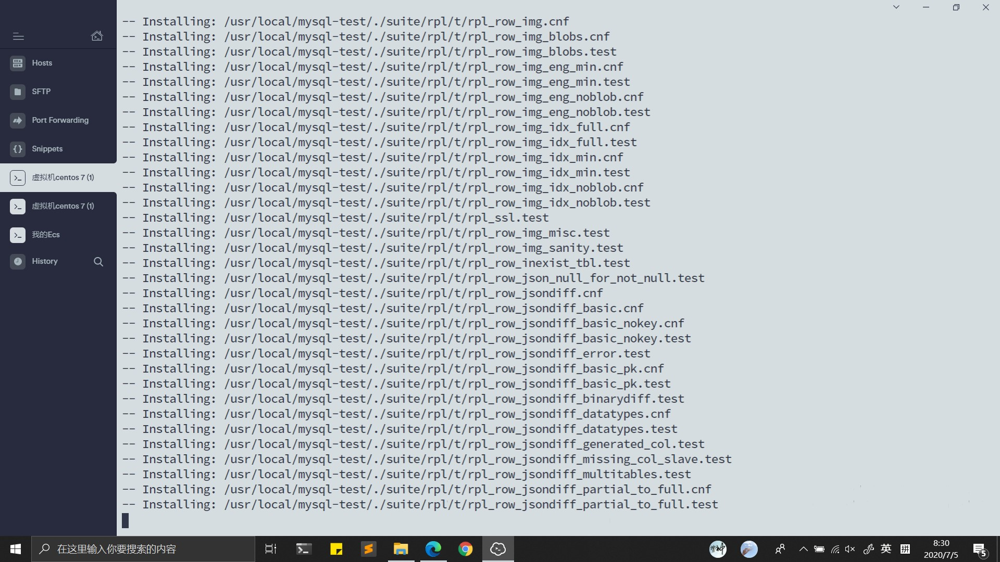 -- Installing: /usr/local/mysql-test/./suite/rpl/t/rpl_row_img.cnf
-- Installing: /usr/local/mysql-test/./suite/rpl/t/rpl_row_img_blobs.cnf
-- Installing: /usr/local/mysql-test/./suite/rpl/t/rpl_row_img_blobs.test
-- Installing: /usr/local/mysql-test/./suite/rpl/t/rpl_row_img_eng_min.cnf
-- Installing: /usr/local/mysql-test/./suite/rpl/t/rpl_row_img_eng_min.test
-- Installing: /usr/local/mysql-test/./suite/rpl/t/rpl_row_img_eng_noblob.cnf
-- Installing: /usr/local/mysql-test/./suite/rpl/t/rpl_row_img_eng_noblob.test
-- Installing: /usr/local/mysql-test/./suite/rpl/t/rpl_row_img_idx_full.cnf
-- Installing: /usr/local/mysql-test/./suite/rpl/t/rpl_row_img_idx_full.test
-- Installing: /usr/local/mysql-test/./suite/rpl/t/rpl_row_img_idx_min.cnf
-- Installing: /usr/local/mysql-test/./suite/rpl/t/rpl_row_img_idx_min.test
-- Installing: /usr/local/mysql-test/./suite/rpl/t/rpl_row_img_idx_noblob.cnf
-- Installing: /usr/local/mysql-test/./suite/rpl/t/rpl_row_img_idx_noblob.test
-- Installing: /usr/local/mysql-test/./suite/rpl/t/rpl_ssl.test
-- Installing: /usr/local/mysql-test/./suite/rpl/t/rpl_row_img_misc.test
-- Installing: /usr/local/mysql-test/./suite/rpl/t/rpl_row_img_sanity.test
-- Installing: /usr/local/mysql-test/./suite/rpl/t/rpl_row_inexist_tbl.test
-- Installing: /usr/local/mysql-test/./suite/rpl/t/rpl_row_json_null_for_not_null.test
-- Installing: /usr/local/mysql-test/./suite/rpl/t/rpl_row_jsondiff.cnf
-- Installing: /usr/local/mysql-test/./suite/rpl/t/rpl_row_jsondiff_basic.cnf
-- Installing: /usr/local/mysql-test/./suite/rpl/t/rpl_row_jsondiff_basic_nokey.cnf
-- Installing: /usr/local/mysql-test/./suite/rpl/t/rpl_row_jsondiff_basic_nokey.test
-- Installing: /usr/local/mysql-test/./suite/rpl/t/rpl_row_jsondiff_error.test
-- Installing: /usr/local/mysql-test/./suite/rpl/t/rpl_row_jsondiff_basic_pk.cnf
-- Installing: /usr/local/mysql-test/./suite/rpl/t/rpl_row_jsondiff_basic_pk.test
-- Installing: /usr/local/mysql-test/./suite/rpl/t/rpl_row_jsondiff_binarydiff.test
-- Installing: /usr/local/mysql-test/./suite/rpl/t/rpl_row_jsondiff_datatypes.cnf
-- Installing: /usr/local/mysql-test/./suite/rpl/t/rpl_row_jsondiff_datatypes.test
-- Installing: /usr/local/mysql-test/./suite/rpl/t/rpl_row_jsondiff_generated_col.test
-- Installing: /usr/local/mysql-test/./suite/rpl/t/rpl_row_jsondiff_missing_col_slave.test
-- Installing: /usr/local/mysql-test/./suite/rpl/t/rpl_row_jsondiff_multitables.test
-- Installing: /usr/local/mysql-test/./suite/rpl/t/rpl_row_jsondiff_partial_to_full.cnf
-- Installing: /usr/local/mysql-test/./suite/rpl/t/rpl_row_jsondiff_partial_to_full.test
Hosts
SFTP
Port Forwarding
Snippets
虚拟机centos 7 (1)
虚拟机centos 7 (1)
我的Ecs
History
在这里输入你要搜索的内容
英
拼
8:30
2020/7/5
5